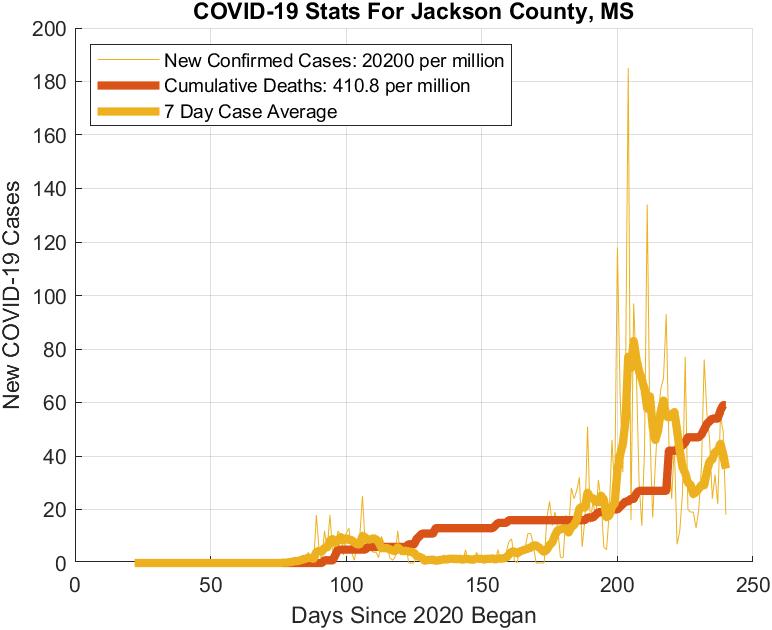 COVID-19 Stats For Jackson County, MS
New Confirmed Cases: 20200 per million
Cumulative Deaths: 410.8 per million
7 Day Case Average
New COVID-19 Cases
200
180
160
140
120
100
80
60
40
20
0
0 50 100 150 200 250
Days Since 2020 Began